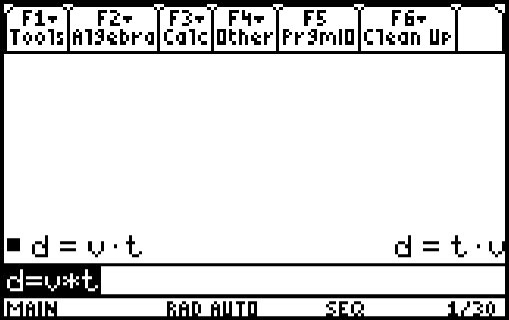 F1▾ F2▾ F3▾ F4▾ F5 F6▾
Tools Algebra Calc Other PrgmIO Clean Up
■ d = v·t d = t·v
d=v*t
MAIN RAD AUTO SEQ 1/30